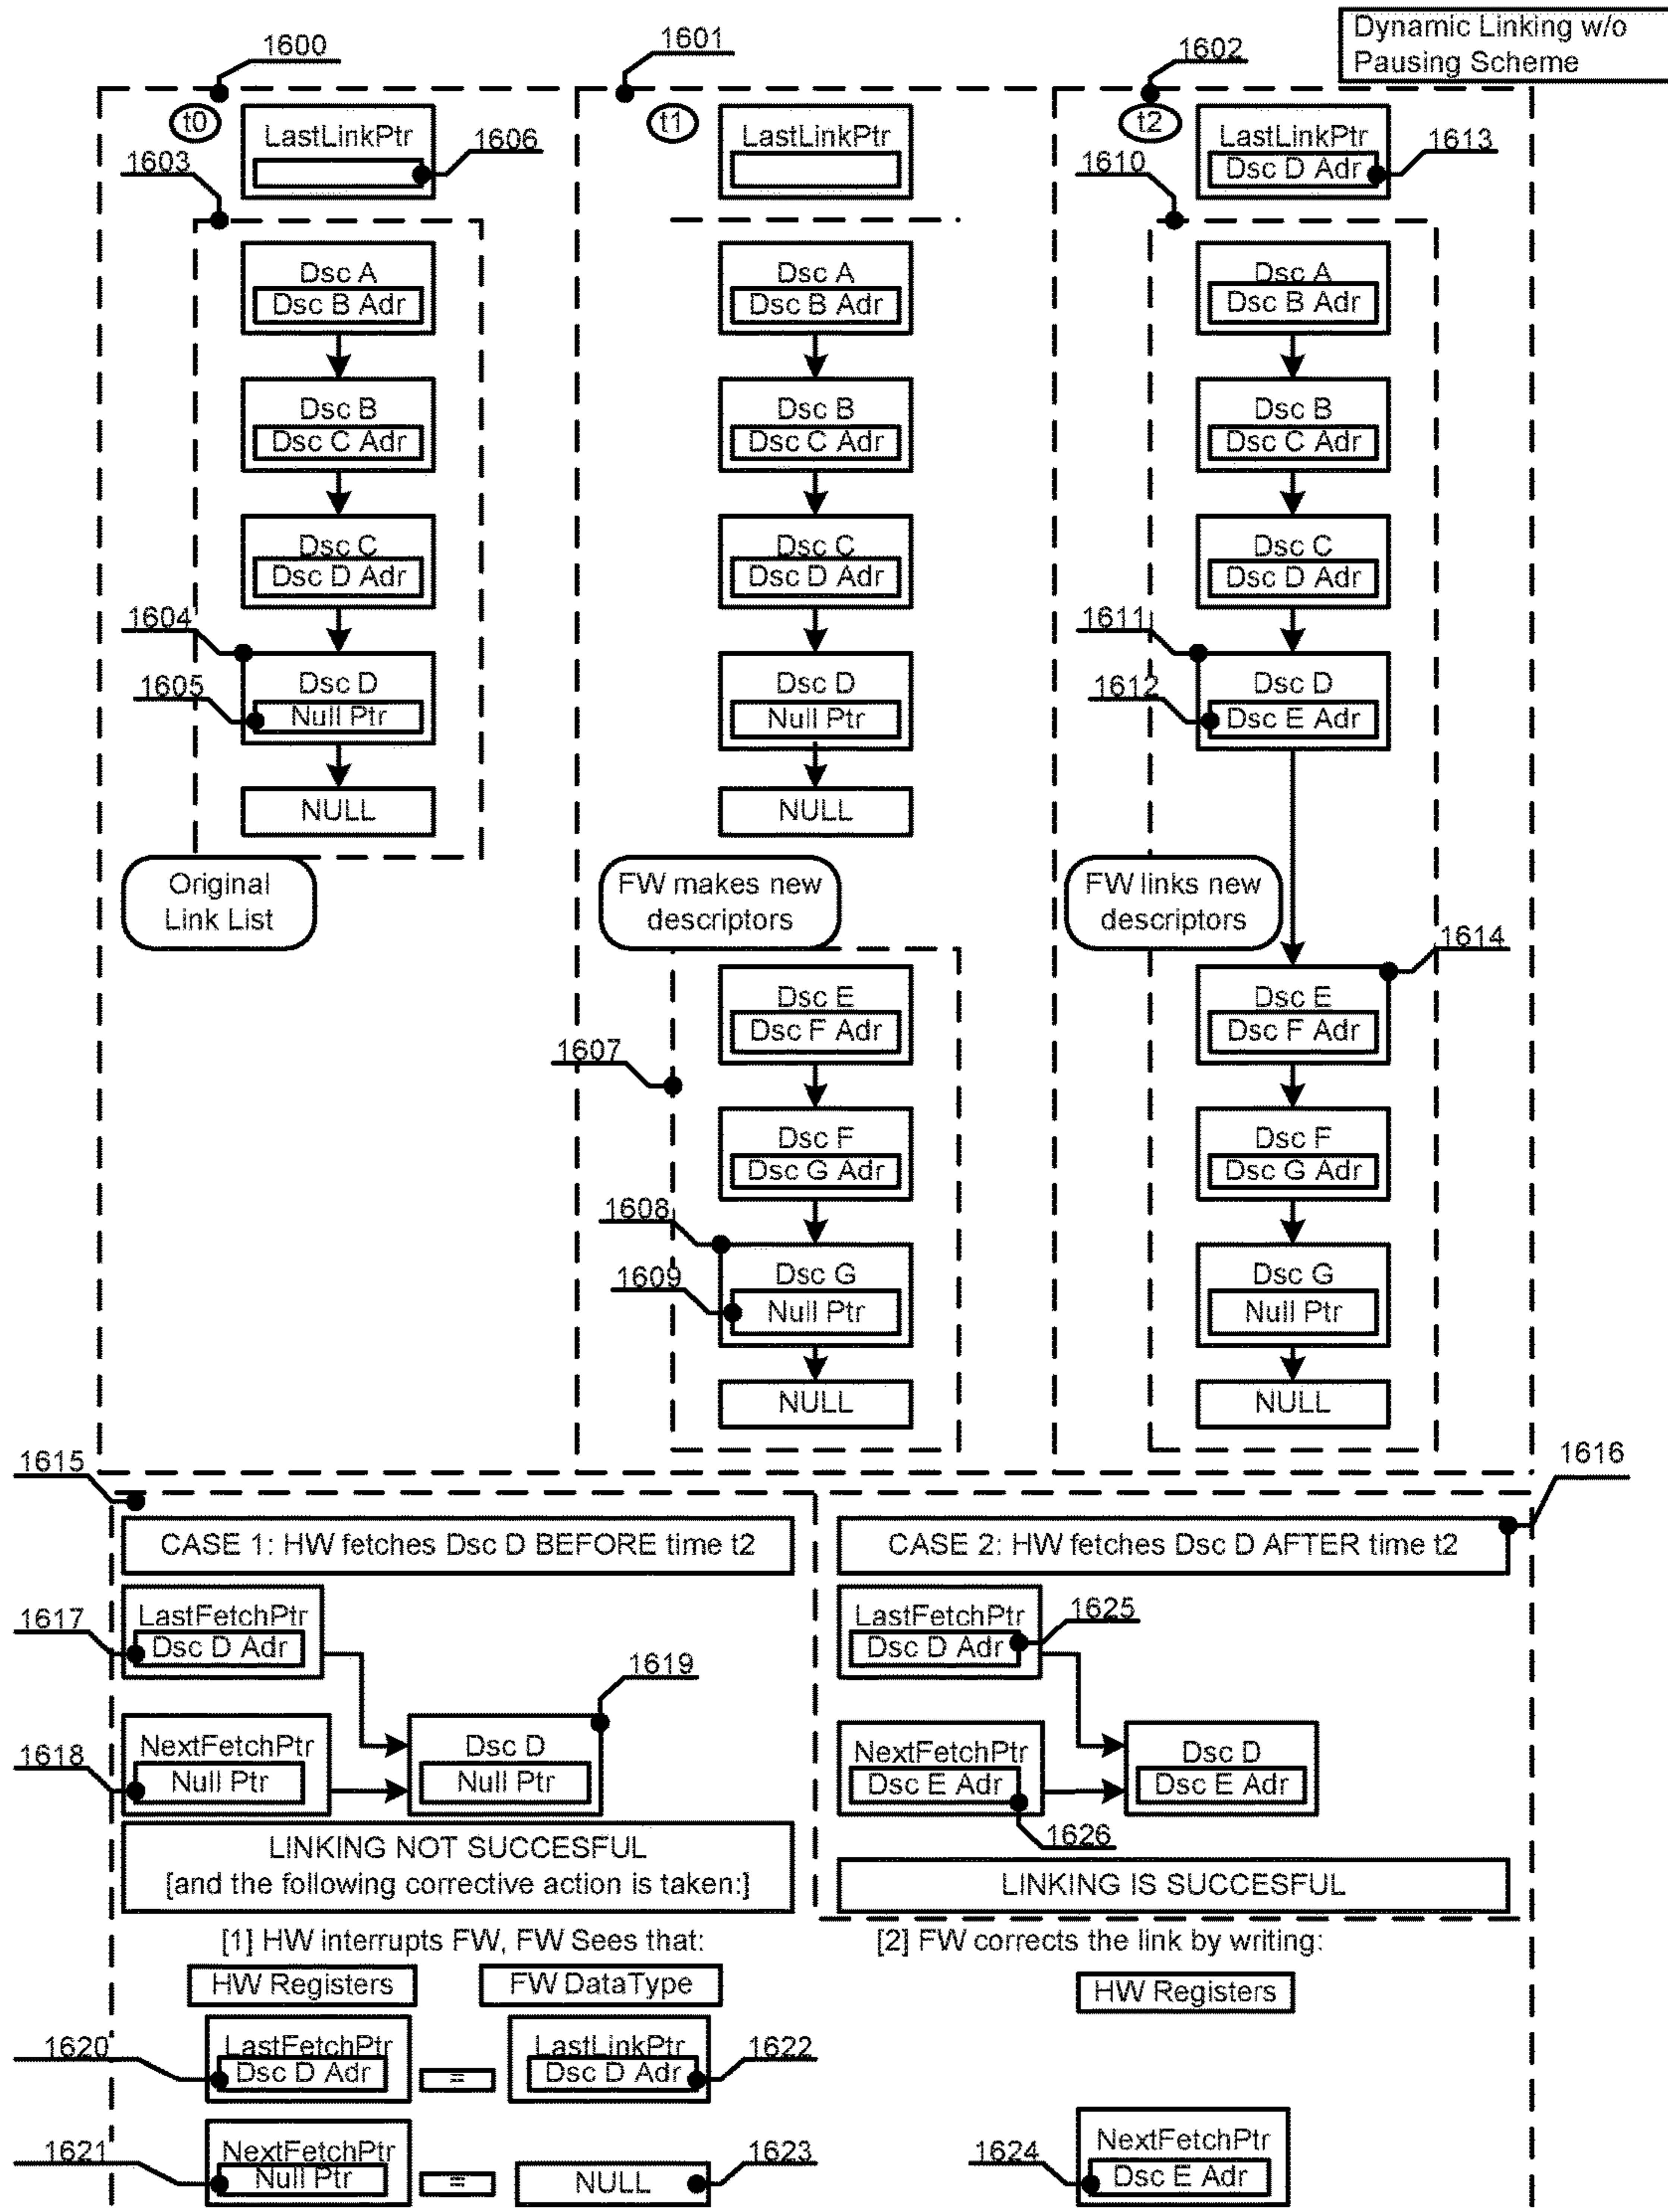 Dynamic Linking w/o
Pausing Scheme
1600
1601
1602
t0
LastLinkPtr
1606
1603
Dsc A
Dsc B Adr
Dsc B
Dsc C Adr
Dsc C
Dsc D Adr
1604
Dsc D
1605
Null Ptr
NULL
Original
Link List
t1
LastLinkPtr
Dsc A
Dsc B Adr
Dsc B
Dsc C Adr
Dsc C
Dsc D Adr
Dsc D
Null Ptr
NULL
FW makes new
descriptors
Dsc E
Dsc F Adr
1607
Dsc F
Dsc G Adr
1608
Dsc G
1609
Null Ptr
NULL
t2
LastLinkPtr
Dsc D Adr
1613
1610
Dsc A
Dsc B Adr
Dsc B
Dsc C Adr
Dsc C
Dsc D Adr
1611
Dsc D
1612
Dsc E Adr
FW links new
descriptors
1614
Dsc E
Dsc F Adr
Dsc F
Dsc G Adr
Dsc G
Null Ptr
NULL
1615
1616
CASE 1: HW fetches Dsc D BEFORE time t2
LastFetchPtr
1617
Dsc D Adr
1619
NextFetchPtr
1618
Null Ptr
Dsc D
Null Ptr
LINKING NOT SUCCESFUL
[and the following corrective action is taken:]
CASE 2: HW fetches Dsc D AFTER time t2
LastFetchPtr
1625
Dsc D Adr
NextFetchPtr
Dsc E Adr
1626
Dsc D
Dsc E Adr
LINKING IS SUCCESFUL
[1] HW interrupts FW, FW Sees that:
HW Registers
FW DataType
1620
LastFetchPtr
Dsc D Adr
=
LastLinkPtr
Dsc D Adr
1622
1621
NextFetchPtr
Null Ptr
=
NULL
1623
[2] FW corrects the link by writing:
HW Registers
1624
NextFetchPtr
Dsc E Adr